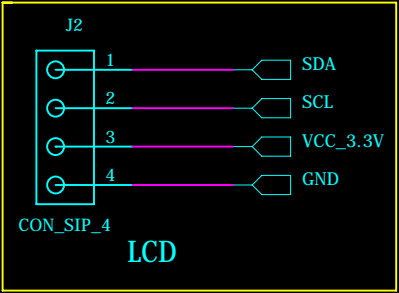 J2
1 SDA
2 SCL
3 VCC_3.3V
4 GND
CON_SIP_4
LCD